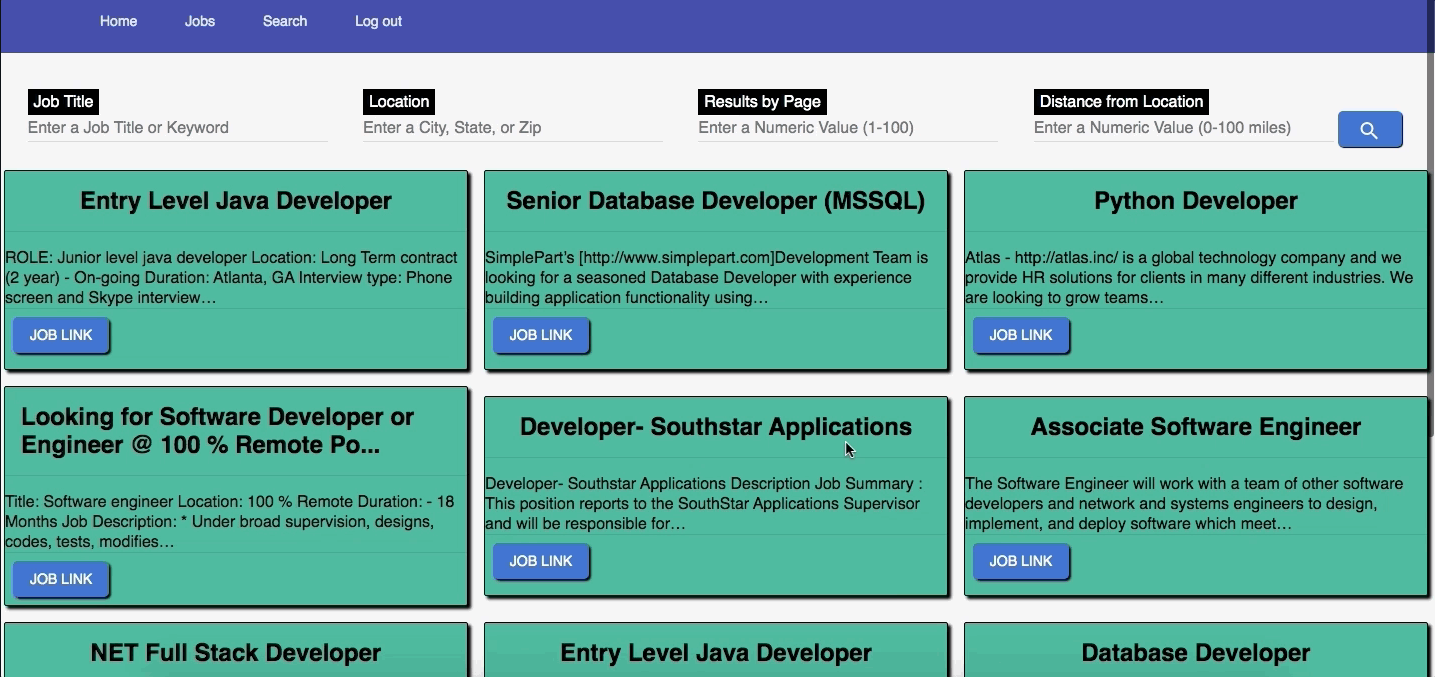 Home Jobs Search Log out
Job Title
Enter a Job Title or Keyword
Location
Enter a City, State, or Zip
Results by Page
Enter a Numeric Value (1-100)
Distance from Location
Enter a Numeric Value (0-100 miles)
Entry Level Java Developer
ROLE: Junior level java developer Location: Long Term contract
(2 year) - On-going Duration: Atlanta, GA Interview type: Phone
screen and Skype interview…
JOB LINK
Senior Database Developer (MSSQL)
SimplePart's [http://www.simplepart.com]Development Team is
looking for a seasoned Database Developer with experience
building application functionality using…
JOB LINK
Python Developer
Atlas - http://atlas.inc/ is a global technology company and we
provide HR solutions for clients in many different industries. We
are looking to grow teams…
JOB LINK
Looking for Software Developer or
Engineer @ 100 % Remote Po...
Title: Software engineer Location: 100 % Remote Duration: - 18
Months Job Description: * Under broad supervision, designs,
codes, tests, modifies…
JOB LINK
Developer- Southstar Applications
Developer- Southstar Applications Description Job Summary :
This position reports to the SouthStar Applications Supervisor
and will be responsible for…
JOB LINK
Associate Software Engineer
The Software Engineer will work with a team of other software
developers and network and systems engineers to design,
implement, and deploy software which meet…
JOB LINK
NET Full Stack Developer
Entry Level Java Developer
Database Developer